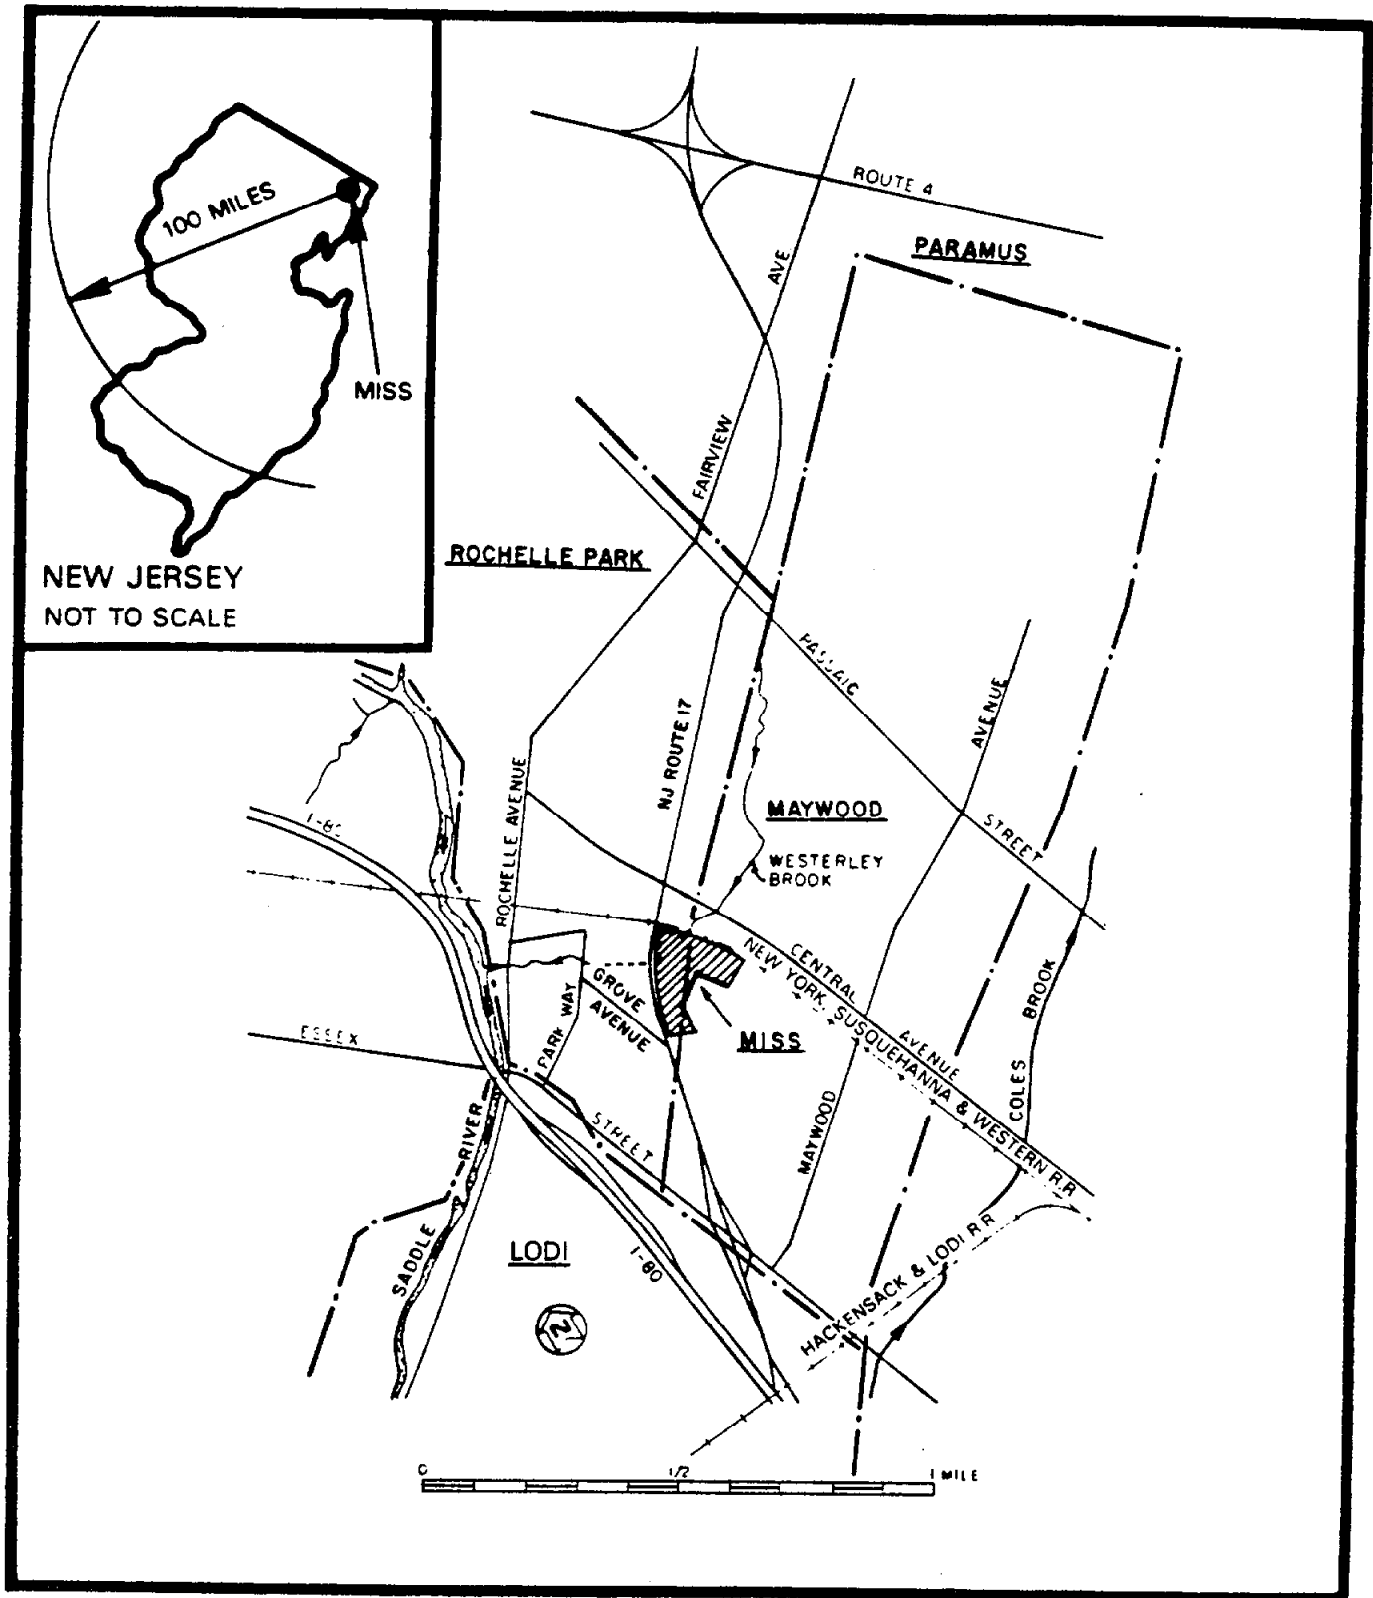 100 MILES
MISS
NEW JERSEY
NOT TO SCALE
ROUTE 4
PARAMUS
AVE.
FAIRVIEW
ROCHELLE PARK
PASSAIC
AVENUE
NJ ROUTE 17
ROCHELLE AVENUE
I-80
MAYWOOD
STREET
WESTERLEY
BROOK
CENTRAL
AVENUE
NEW YORK, SUSQUEHANNA & WESTERN R.R
GROVE
AVENUE
PARK WAY
MISS
COLES BROOK
ESSEX
STREET
MAYWOOD
SADDLE RIVER
LODI
I-80
HACKENSACK & LODI R R
N
0 1/2 1 MILE